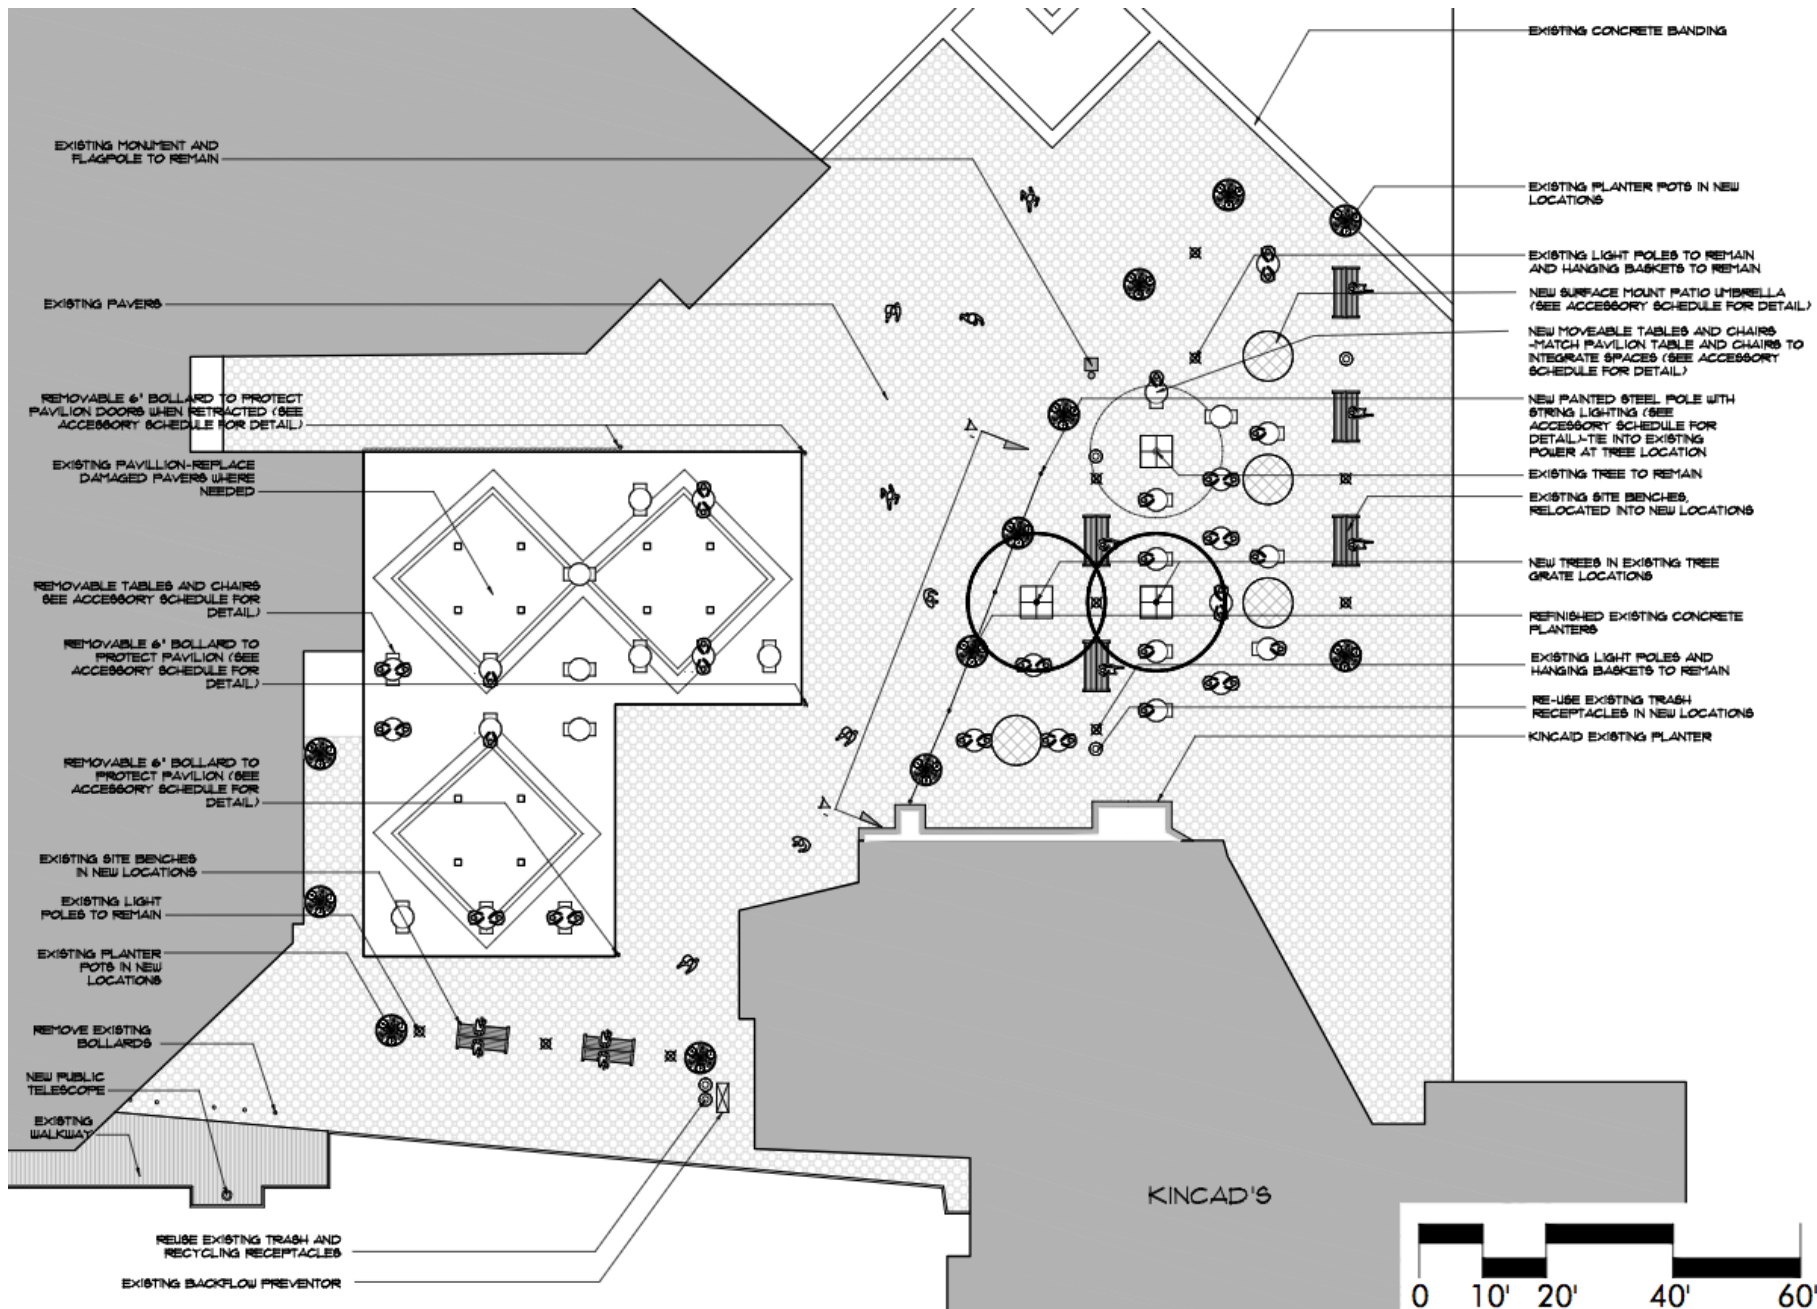 EXISTING MONUMENT AND
FLAGPOLE TO REMAIN
EXISTING PAVERS
REMOVABLE 6" BOLLARD TO PROTECT
PAVILION DOORS WHEN RETRACTED (SEE
ACCESSORY SCHEDULE FOR DETAIL)
EXISTING PAVILLION-REPLACE
DAMAGED PAVERS WHERE
NEEDED
REMOVABLE TABLES AND CHAIRS
SEE ACCESSORY SCHEDULE FOR
DETAIL)
REMOVABLE 6" BOLLARD TO
PROTECT PAVILION (SEE
ACCESSORY SCHEDULE FOR
DETAIL)
REMOVABLE 6" BOLLARD TO
PROTECT PAVILION (SEE
ACCESSORY SCHEDULE FOR
DETAIL)
EXISTING SITE BENCHES
IN NEW LOCATIONS
EXISTING LIGHT
POLES TO REMAIN
EXISTING PLANTER
POTS IN NEW
LOCATIONS
REMOVE EXISTING
BOLLARDS
NEW PUBLIC
TELESCOPE
EXISTING
WALKWAY
REUSE EXISTING TRASH AND
RECYCLING RECEPTACLES
EXISTING BACKFLOW PREVENTOR
EXISTING CONCRETE BANDING
EXISTING PLANTER POTS IN NEW
LOCATIONS
EXISTING LIGHT POLES TO REMAIN
AND HANGING BASKETS TO REMAIN
NEW SURFACE MOUNT PATIO UMBRELLA
(SEE ACCESSORY SCHEDULE FOR DETAIL)
NEW MOVEABLE TABLES AND CHAIRS
-MATCH PAVILION TABLE AND CHAIRS TO
INTEGRATE SPACES (SEE ACCESSORY
SCHEDULE FOR DETAIL)
NEW PAINTED STEEL POLE WITH
STRING LIGHTING (SEE
ACCESSORY SCHEDULE FOR
DETAIL)-TIE INTO EXISTING
POWER AT TREE LOCATION
EXISTING TREE TO REMAIN
EXISTING SITE BENCHES,
RELOCATED INTO NEW LOCATIONS
NEW TREES IN EXISTING TREE
GRATE LOCATIONS
REFINISHED EXISTING CONCRETE
PLANTERS
EXISTING LIGHT POLES AND
HANGING BASKETS TO REMAIN
RE-USE EXISTING TRASH
RECEPTACLES IN NEW LOCATIONS
KINCAID EXISTING PLANTER
KINCAD'S
0 10' 20' 40' 60'